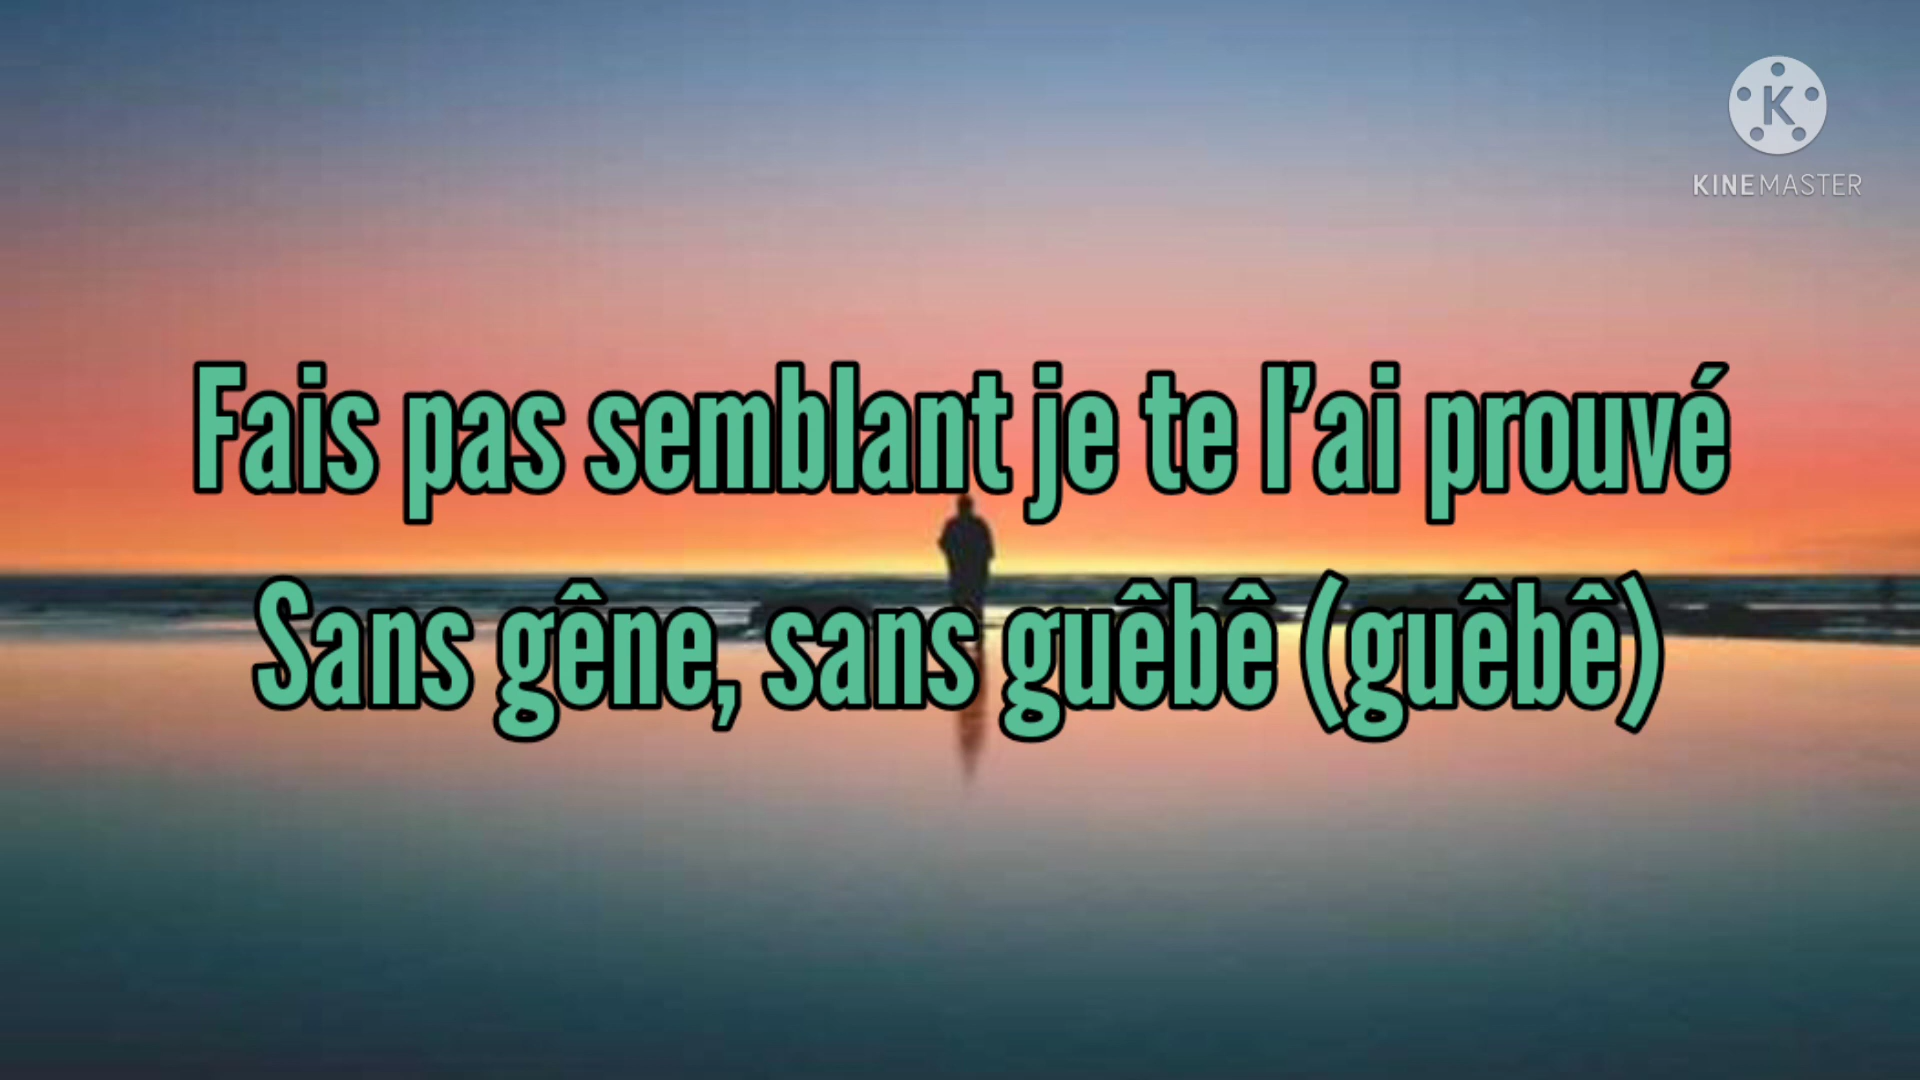 K
KINEMASTER
Fais pas semblant je te l’ai prouvé
Sans gêne, sans guêbê (guêbê)